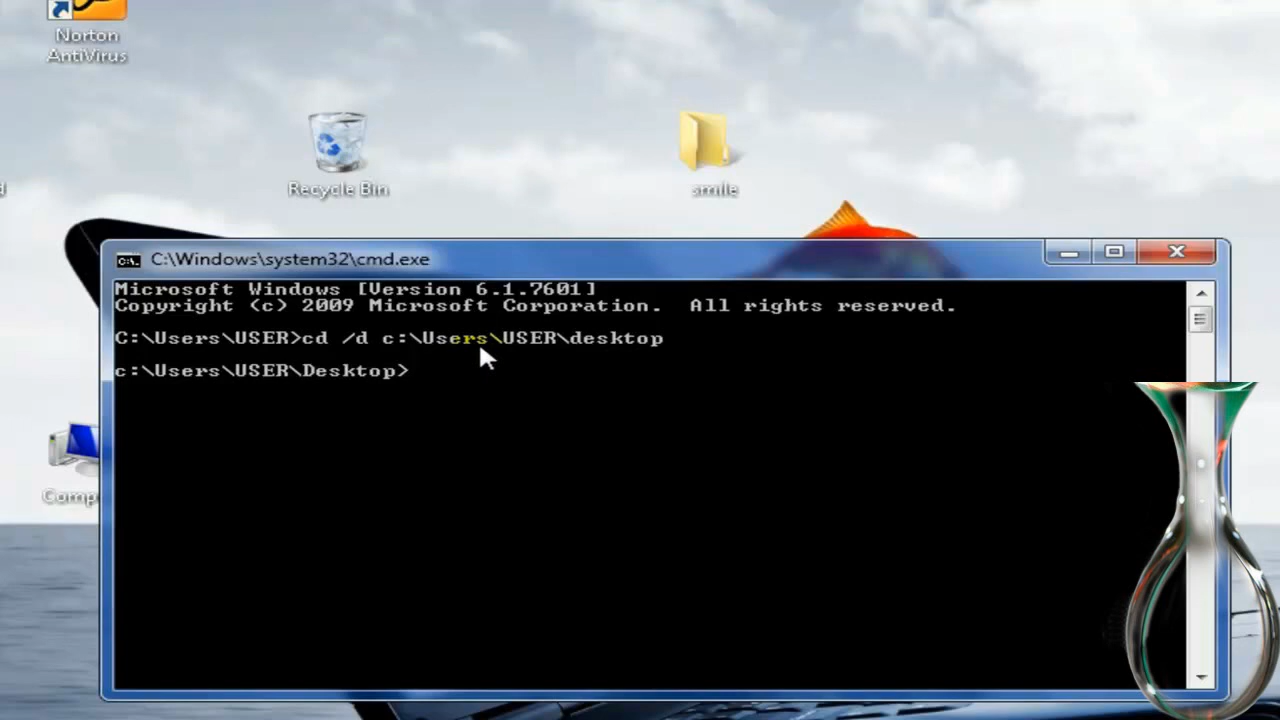 Norton
AntiVirus
Recycle Bin
smile
C:\Windows\system32\cmd.exe
Microsoft Windows [Version 6.1.7601]
Copyright (c) 2009 Microsoft Corporation.  All rights reserved.
C:\Users\USER>cd /d c:\Users\USER\desktop
c:\Users\USER\Desktop>
Comp